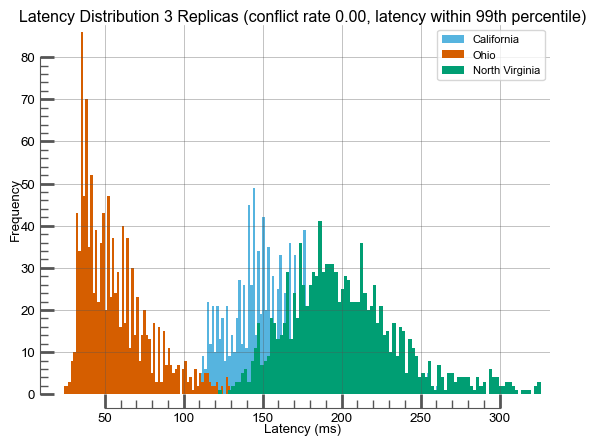 Latency Distribution 3 Replicas (conflict rate 0.00, latency within 99th percentile)
California
Ohio
North Virginia
Frequency
80
70
60
50
40
30
20
10
0
50 100 150 200 250 300
Latency (ms)